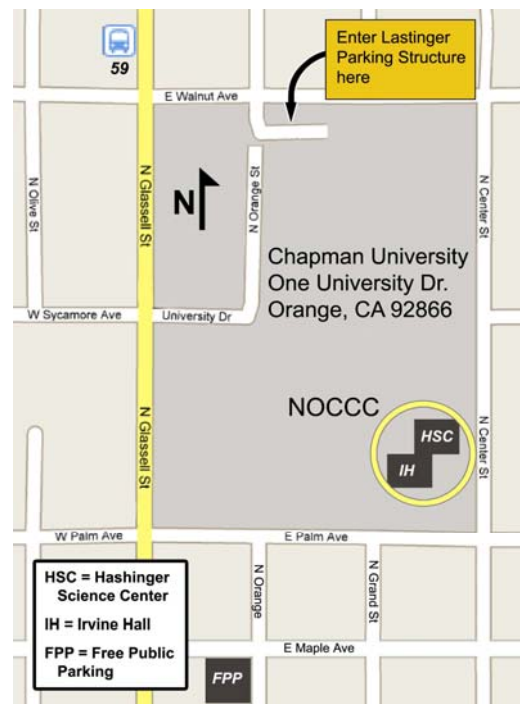 Enter Lastinger
Parking Structure
here
59
E Walnut Ave
N Olive St
N Glassell St
N
N Orange St
N Center St
Chapman University
One University Dr.
Orange, CA 92866
W Sycamore Ave
University Dr
NOCCC
N Glassell St
HSC
IH
N Center St
W Palm Ave
E Palm Ave
HSC = Hashinger
Science Center
IH = Irvine Hall
FPP = Free Public
Parking
N Orange
N Grand St
E Maple Ave
FPP